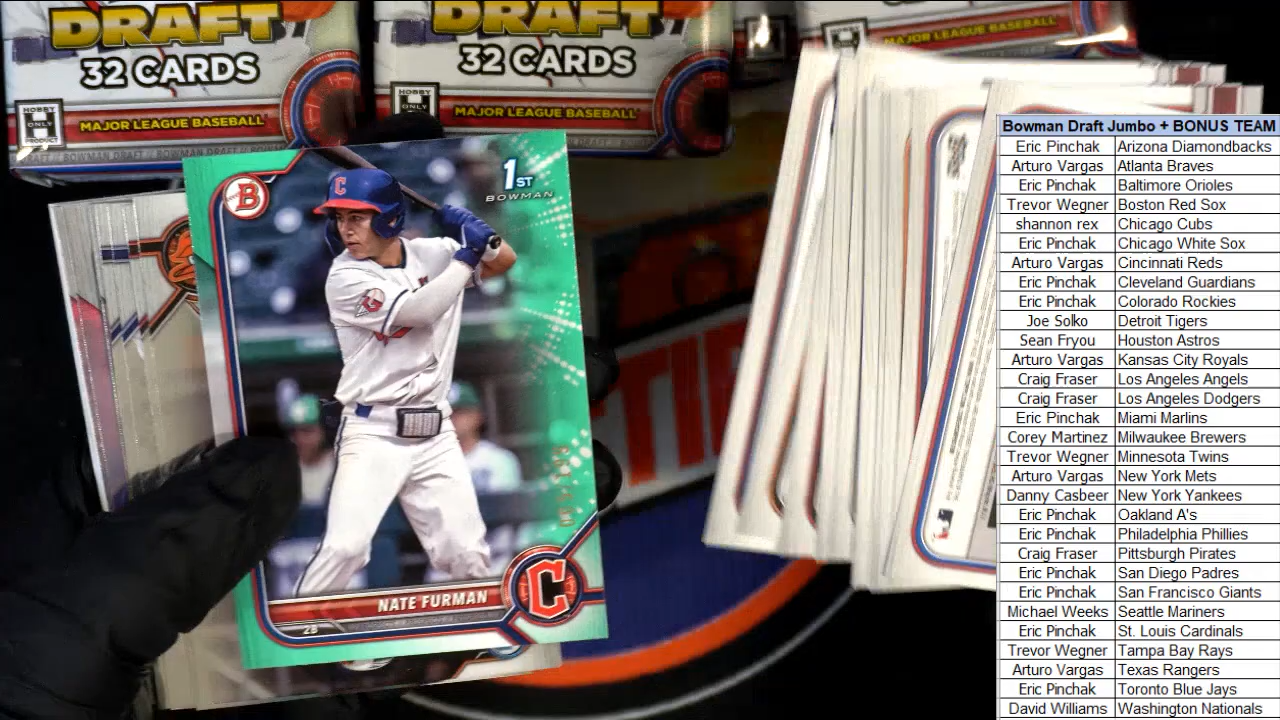 DRAFT
32 CARDS
HOBBY
ONLY
H
PRODUCT
MAJOR LEAGUE BASEBALL
DRAFT
32 CARDS
HOBBY
ONLY
H
PRODUCT
MAJOR LEAGUE BASEBALL
MAJOR LEAGUE BASEBALL
B
1ST
BOWMAN
C
C
NATE FURMAN
2B
Bowman Draft Jumbo + BONUS TEAM
Eric Pinchak Arizona Diamondbacks
Arturo Vargas Atlanta Braves
Eric Pinchak Baltimore Orioles
Trevor Wegner Boston Red Sox
shannon rex Chicago Cubs
Eric Pinchak Chicago White Sox
Arturo Vargas Cincinnati Reds
Eric Pinchak Cleveland Guardians
Eric Pinchak Colorado Rockies
Joe Solko Detroit Tigers
Sean Fryou Houston Astros
Arturo Vargas Kansas City Royals
Craig Fraser Los Angeles Angels
Craig Fraser Los Angeles Dodgers
Eric Pinchak Miami Marlins
Corey Martinez Milwaukee Brewers
Trevor Wegner Minnesota Twins
Arturo Vargas New York Mets
Danny Casbeer New York Yankees
Eric Pinchak Oakland A's
Eric Pinchak Philadelphia Phillies
Craig Fraser Pittsburgh Pirates
Eric Pinchak San Diego Padres
Eric Pinchak San Francisco Giants
Michael Weeks Seattle Mariners
Eric Pinchak St. Louis Cardinals
Trevor Wegner Tampa Bay Rays
Arturo Vargas Texas Rangers
Eric Pinchak Toronto Blue Jays
David Williams Washington Nationals